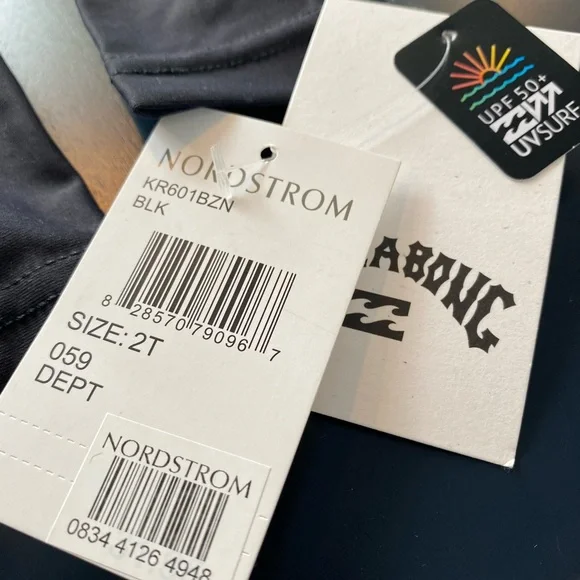 NORDSTROM
KR601BZN
BLK
8 28570 79096 7
SIZE: 2T
059
DEPT
NORDSTROM
0834 4126 4948
UPF 50+
UVSURF
ABONG